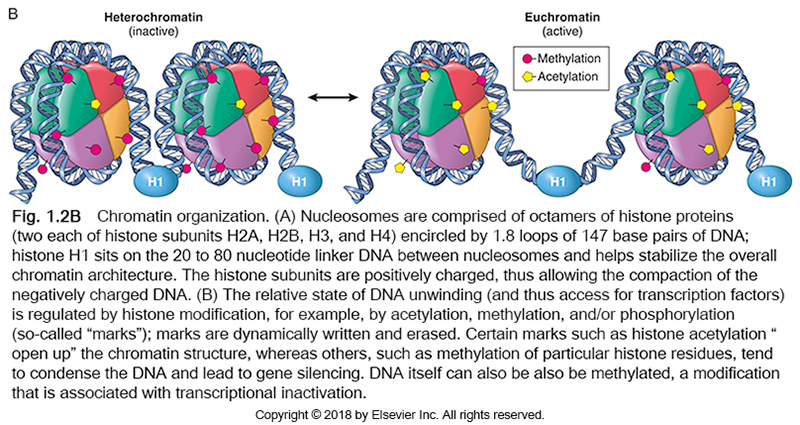 B
Heterochromatin
(inactive)
Euchromatin
(active)
Methylation
Acetylation
H1
H1
H1
H1
Fig. 1.2B Chromatin organization. (A) Nucleosomes are comprised of octamers of histone proteins
(two each of histone subunits H2A, H2B, H3, and H4) encircled by 1.8 loops of 147 base pairs of DNA;
histone H1 sits on the 20 to 80 nucleotide linker DNA between nucleosomes and helps stabilize the overall
chromatin architecture. The histone subunits are positively charged, thus allowing the compaction of the
negatively charged DNA. (B) The relative state of DNA unwinding (and thus access for transcription factors)
is regulated by histone modification, for example, by acetylation, methylation, and/or phosphorylation
(so-called “marks”); marks are dynamically written and erased. Certain marks such as histone acetylation “
open up” the chromatin structure, whereas others, such as methylation of particular histone residues, tend
to condense the DNA and lead to gene silencing. DNA itself can also be also be methylated, a modification
that is associated with transcriptional inactivation.
Copyright © 2018 by Elsevier Inc. All rights reserved.